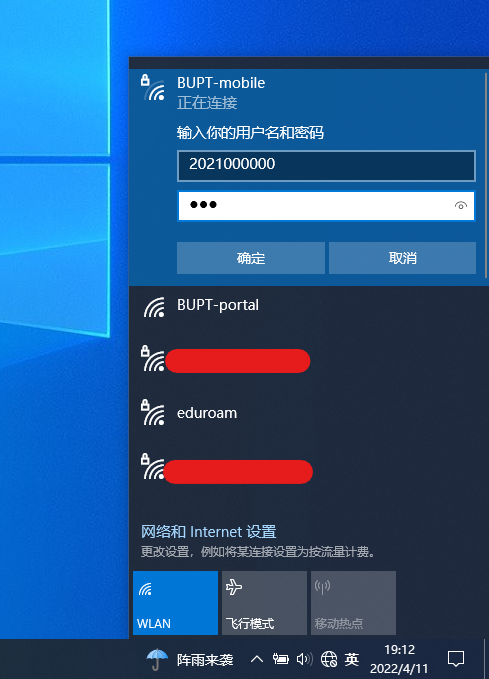 BUPT-mobile
正在连接
输入你的用户名和密码
2021000000
●●●
确定 取消
BUPT-portal
eduroam
网络和 Internet 设置
更改设置，例如将某连接设置为按流量计费。
WLAN 飞行模式 移动热点
阵雨来袭 英 19:12
2022/4/11